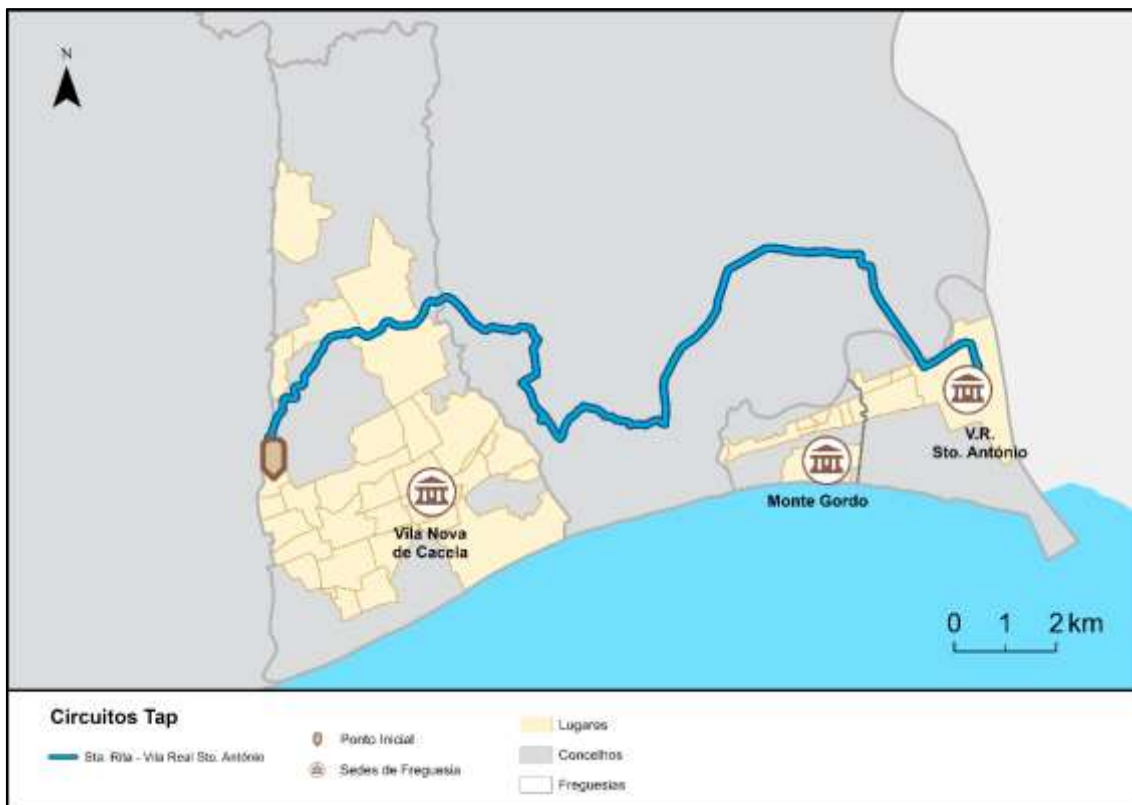 N
V.R.
Sto. António
Monte Gordo
Vila Nova
de Cacela
0 1 2 km
Circuitos Tap
Sta. Rita - Vila Real Sto. António
Ponto Inicial
Sedes de Freguesia
Lugares
Concelhos
Freguesias